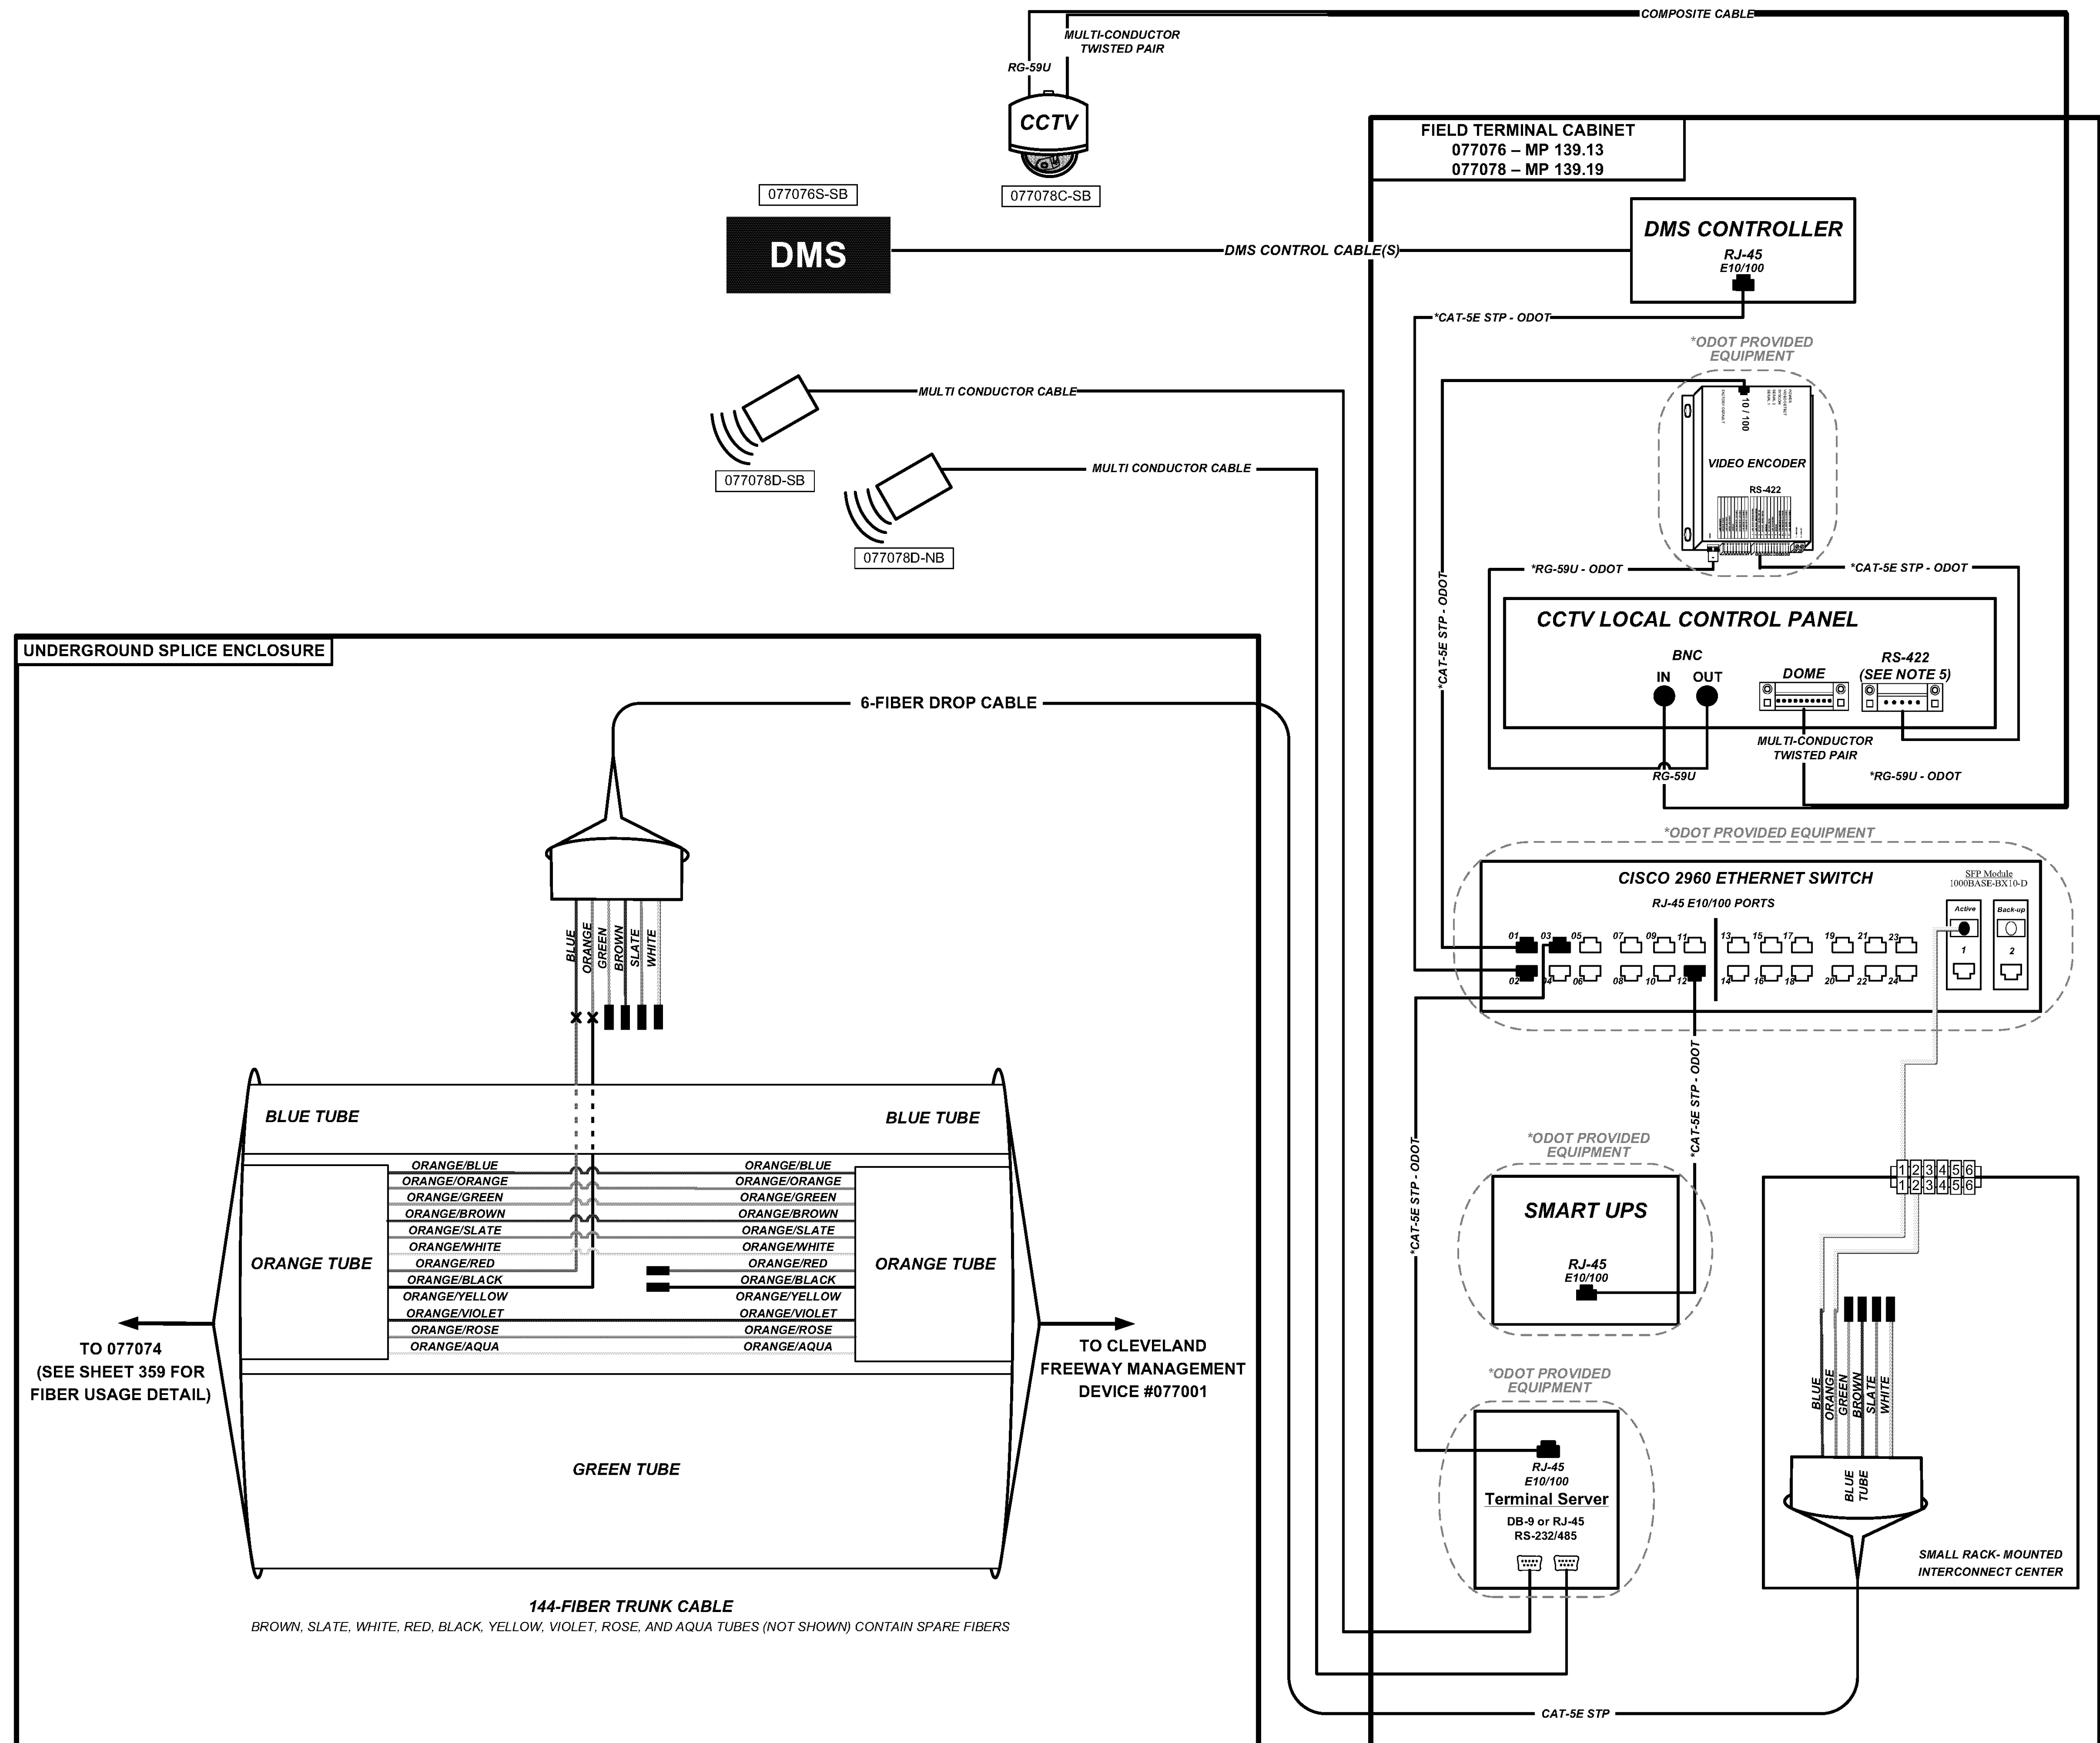 COMPOSITE CABLE
MULTI-CONDUCTOR
TWISTED PAIR
RG-59U
CCTV
077078C-SB
FIELD TERMINAL CABINET
077076 – MP 139.13
077078 – MP 139.19
077076S-SB
DMS
DMS CONTROL CABLE(S)
DMS CONTROLLER
RJ-45
E10/100
*CAT-5E STP - ODOT
*ODOT PROVIDED
EQUIPMENT
MULTI CONDUCTOR CABLE
077078D-SB
MULTI CONDUCTOR CABLE
077078D-NB
10 / 100
VIDEO ENCODER
RS-422
*RG-59U - ODOT
*CAT-5E STP - ODOT
*CAT-5E STP - ODOT
CCTV LOCAL CONTROL PANEL
BNC
IN OUT
DOME
RS-422
(SEE NOTE 5)
MULTI-CONDUCTOR
TWISTED PAIR
RG-59U
*RG-59U - ODOT
UNDERGROUND SPLICE ENCLOSURE
6-FIBER DROP CABLE
BLUE
ORANGE
GREEN
BROWN
SLATE
WHITE
*ODOT PROVIDED EQUIPMENT
CISCO 2960 ETHERNET SWITCH
RJ-45 E10/100 PORTS
SFP Module
1000BASE-BX10-D
Active
Back-up
1
2
01 03 05 07 09 11 13 15 17 19 21 23
02 04 06 08 10 12 14 16 18 20 22 24
*CAT-5E STP - ODOT
*CAT-5E STP - ODOT
BLUE TUBE
BLUE TUBE
ORANGE TUBE
ORANGE TUBE
ORANGE/BLUE ORANGE/BLUE
ORANGE/ORANGE ORANGE/ORANGE
ORANGE/GREEN ORANGE/GREEN
ORANGE/BROWN ORANGE/BROWN
ORANGE/SLATE ORANGE/SLATE
ORANGE/WHITE ORANGE/WHITE
ORANGE/RED ORANGE/RED
ORANGE/BLACK ORANGE/BLACK
ORANGE/YELLOW ORANGE/YELLOW
ORANGE/VIOLET ORANGE/VIOLET
ORANGE/ROSE ORANGE/ROSE
ORANGE/AQUA ORANGE/AQUA
TO 077074
(SEE SHEET 359 FOR
FIBER USAGE DETAIL)
TO CLEVELAND
FREEWAY MANAGEMENT
DEVICE #077001
GREEN TUBE
144-FIBER TRUNK CABLE
BROWN, SLATE, WHITE, RED, BLACK, YELLOW, VIOLET, ROSE, AND AQUA TUBES (NOT SHOWN) CONTAIN SPARE FIBERS
*ODOT PROVIDED
EQUIPMENT
SMART UPS
RJ-45
E10/100
*ODOT PROVIDED
EQUIPMENT
RJ-45
E10/100
Terminal Server
DB-9 or RJ-45
RS-232/485
1 2 3 4 5 6
1 2 3 4 5 6
BLUE
ORANGE
GREEN
BROWN
SLATE
WHITE
BLUE
TUBE
SMALL RACK- MOUNTED
INTERCONNECT CENTER
CAT-5E STP